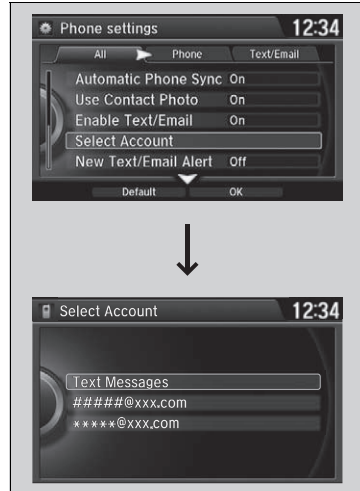 Phone settings 12:34
All Phone Text/Email
Automatic Phone Sync On
Use Contact Photo On
Enable Text/Email On
Select Account
New Text/Email Alert Off
Default OK
Select Account 12:34
Text Messages
#####@xxx.com
*****@xxx.com